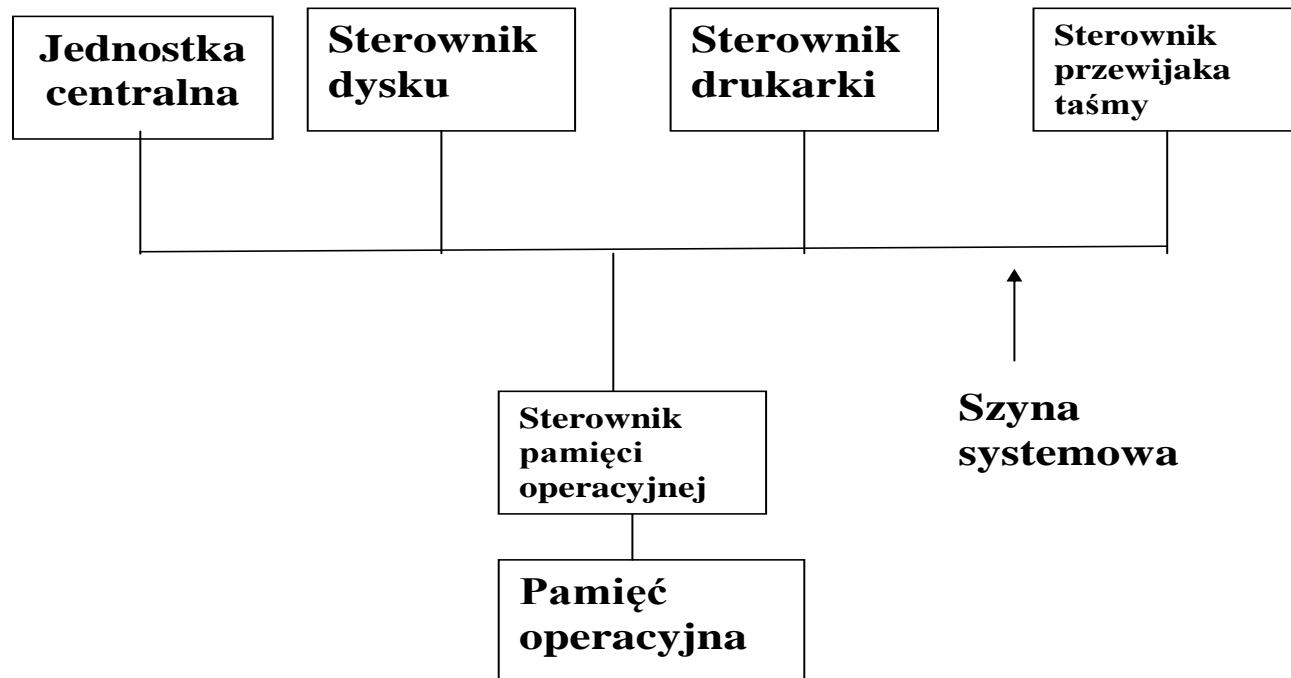 Jednostka
centralna
Sterownik
dysku
Sterownik
drukarki
Sterownik
przewijaka
taśmy
Sterownik
pamięci
operacyjnej
Szyna
systemowa
Pamięć
operacyjna